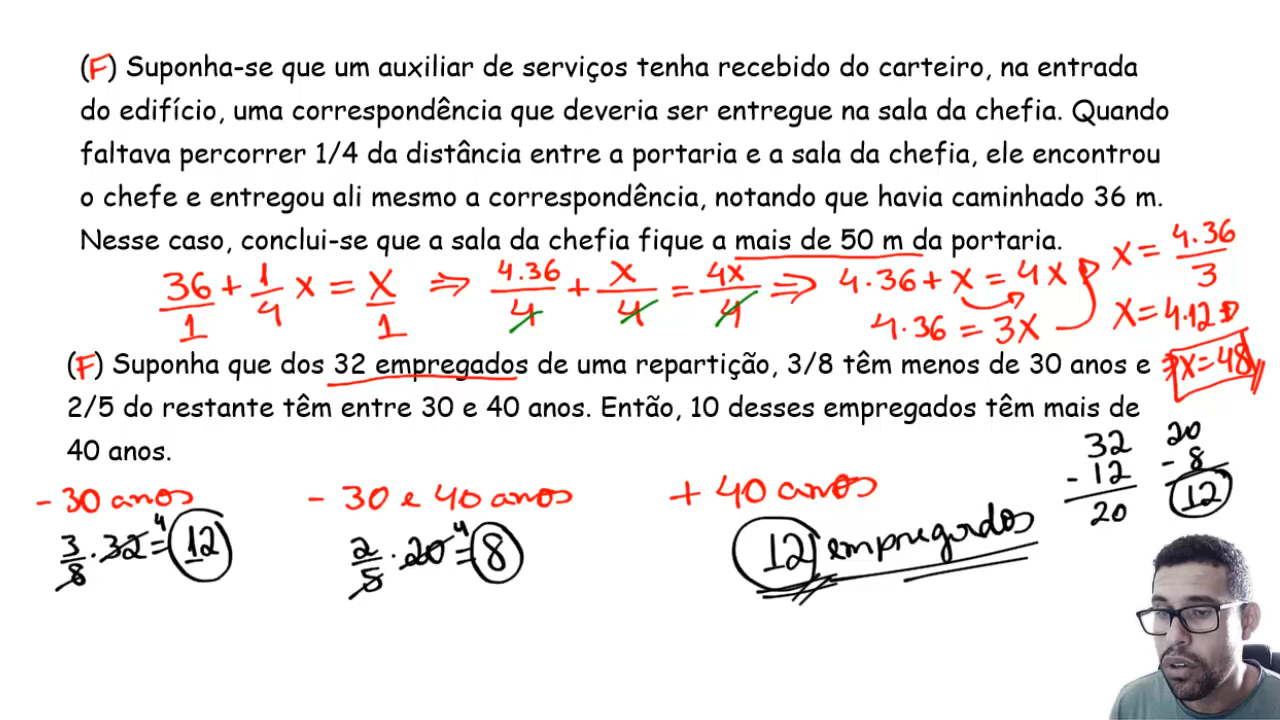 (F) Suponha-se que um auxiliar de serviços tenha recebido do carteiro, na entrada
do edifício, uma correspondência que deveria ser entregue na sala da chefia. Quando
faltava percorrer 1/4 da distância entre a portaria e a sala da chefia, ele encontrou
o chefe e entregou ali mesmo a correspondência, notando que havia caminhado 36 m.
Nesse caso, conclui-se que a sala da chefia fique a mais de 50 m da portaria.
36/1 + 1/4 x = x/1 => 4.36/4 + x/4 = 4x/4 => 4.36 + x = 4x
4.36 = 3x
x = 4.36/3
x = 4.12
x = 48
(F) Suponha que dos 32 empregados de uma repartição, 3/8 têm menos de 30 anos e
2/5 do restante têm entre 30 e 40 anos. Então, 10 desses empregados têm mais de
40 anos.
- 30 anos
3/8 . 32 4 = 12
- 30 e 40 anos
2/5 . 20 4 = 8
+ 40 anos
12 empregados
32
- 12
20
20
- 8
12